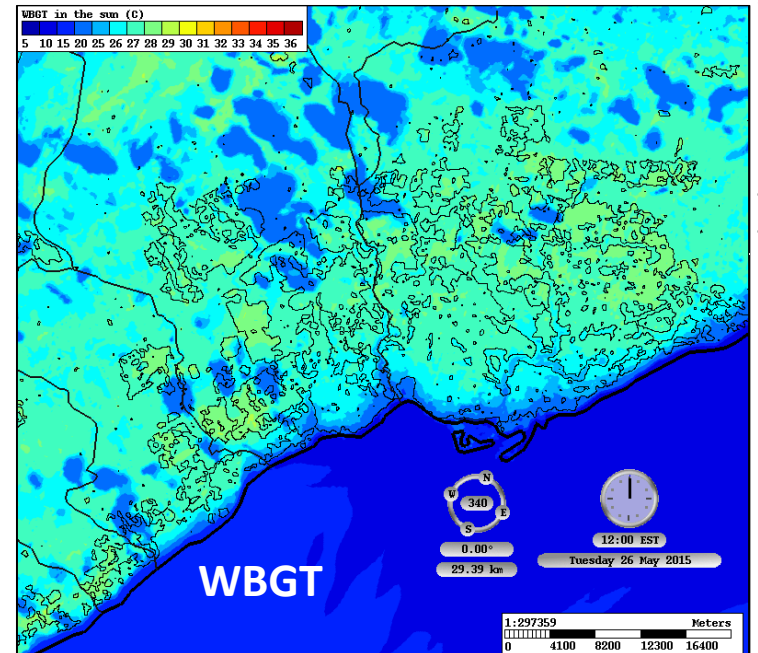 WBGT in the sun (C)
5 10 15 20 25 26 27 28 29 30 31 32 33 34 35 36
N
W 340 E
S
0.00°
29.39 km
12:00 EST
Tuesday 26 May 2015
WBGT
1:297359 Meters
0 4100 8200 12300 16400